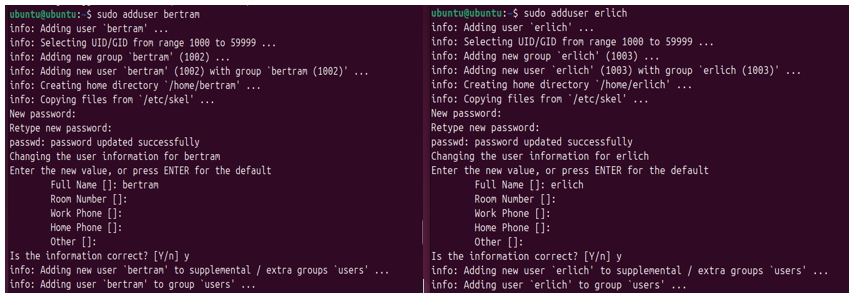 ubuntu@ubuntu:~$ sudo adduser bertram
info: Adding user `bertram' ...
info: Selecting UID/GID from range 1000 to 59999 ...
info: Adding new group `bertram' (1002) ...
info: Adding new user `bertram' (1002) with group `bertram (1002)' ...
info: Creating home directory `/home/bertram' ...
info: Copying files from `/etc/skel' ...
New password:
Retype new password:
passwd: password updated successfully
Changing the user information for bertram
Enter the new value, or press ENTER for the default
Full Name []: bertram
Room Number []:
Work Phone []:
Home Phone []:
Other []:
Is the information correct? [Y/n] y
info: Adding new user `bertram' to supplemental / extra groups `users' ...
info: Adding user `bertram' to group `users' ...
ubuntu@ubuntu:~$ sudo adduser erlich
info: Adding user `erlich' ...
info: Selecting UID/GID from range 1000 to 59999 ...
info: Adding new group `erlich' (1003) ...
info: Adding new user `erlich' (1003) with group `erlich (1003)' ...
info: Creating home directory `/home/erlich' ...
info: Copying files from `/etc/skel' ...
New password:
Retype new password:
passwd: password updated successfully
Changing the user information for erlich
Enter the new value, or press ENTER for the default
Full Name []: erlich
Room Number []:
Work Phone []:
Home Phone []:
Other []:
Is the information correct? [Y/n] y
info: Adding new user `erlich' to supplemental / extra groups `users' ...
info: Adding user `erlich' to group `users' ...